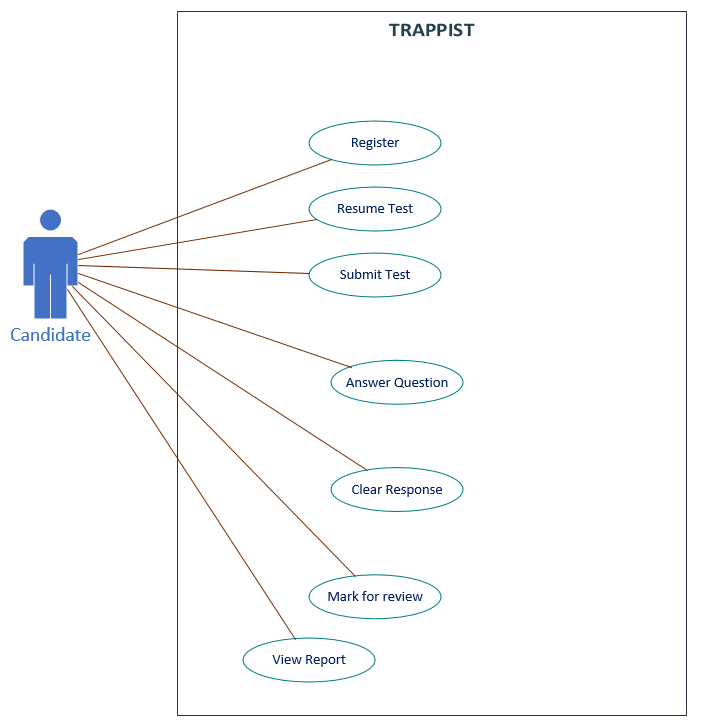 TRAPPIST
Register
Resume Test
Submit Test
Candidate
Answer Question
Clear Response
Mark for review
View Report